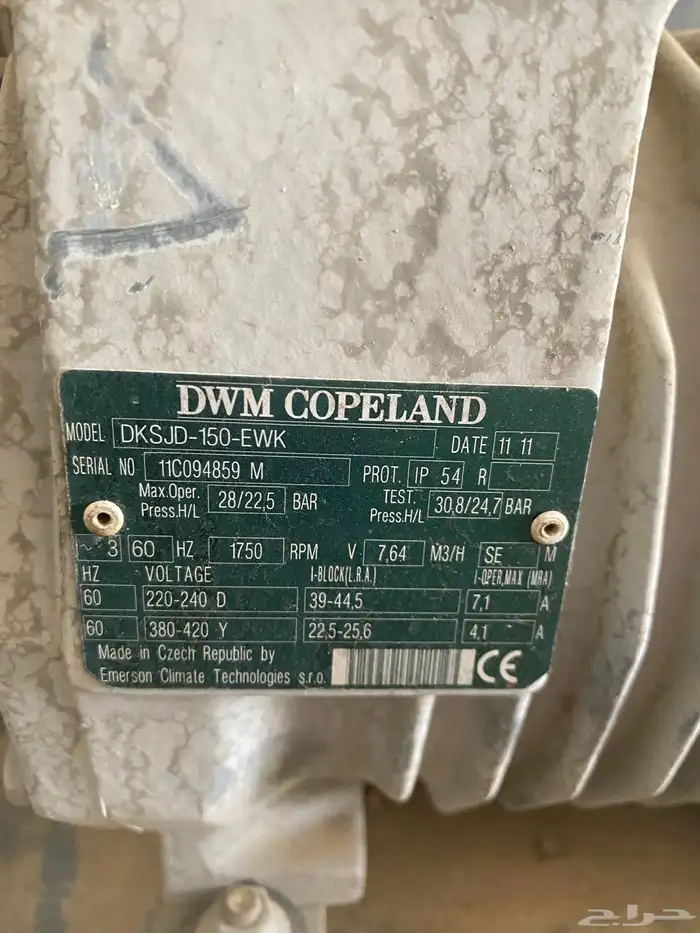 DWM COPELAND
MODEL DKSJD-150-EWK DATE 11 11
SERIAL NO 11C094859 M PROT. IP 54 R
Max.Oper. Press.H/L 28/22,5 BAR TEST. Press.H/L 30,8/24,7 BAR
~ 3 60 HZ 1750 RPM V 7,64 M3/H SE M
HZ VOLTAGE I-BLOCK(L.R.A.) I-OPER,MAX (MRA)
60 220-240 D 39-44,5 7,1 A
60 380-420 Y 22,5-25,6 4,1 A
Made in Czech Republic by
Emerson Climate Technologies s.r.o.
CE
حراج